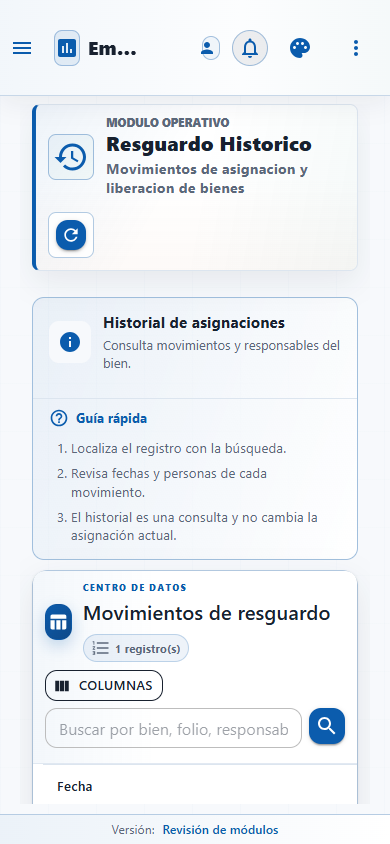 Em...
MODULO OPERATIVO
Resguardo Historico
Movimientos de asignacion y
liberacion de bienes
Historial de asignaciones
Consulta movimientos y responsables del
bien.
Guía rápida
1. Localiza el registro con la búsqueda.
2. Revisa fechas y personas de cada
movimiento.
3. El historial es una consulta y no cambia la
asignación actual.
CENTRO DE DATOS
Movimientos de resguardo
1 registro(s)
COLUMNAS
Buscar por bien, folio, responsab
Fecha
Versión: Revisión de módulos